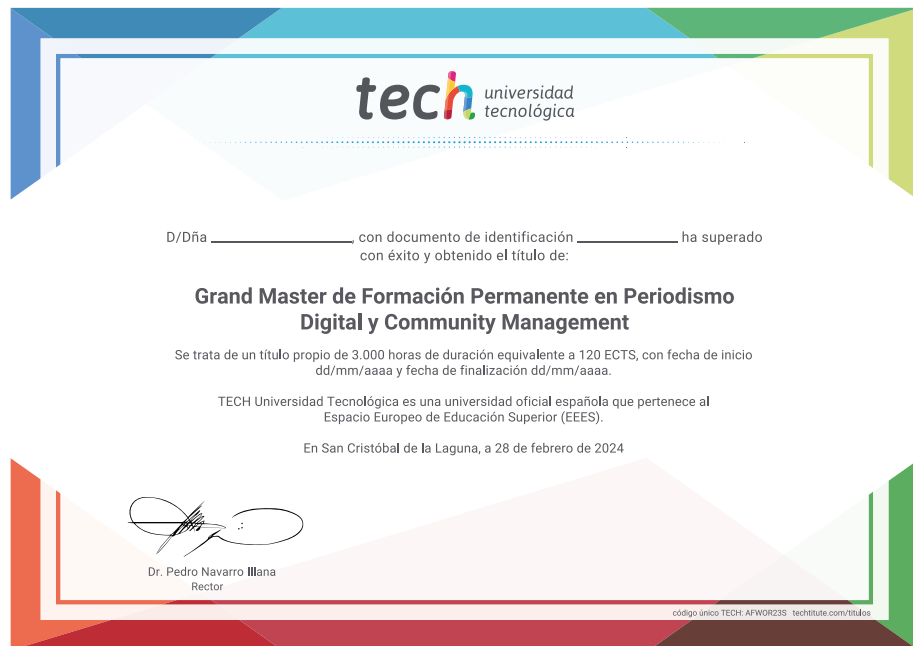 tech universidad
tecnológica
D/Dña ________________, con documento de identificación ____________ ha superado
con éxito y obtenido el título de:
Grand Master de Formación Permanente en Periodismo
Digital y Community Management
Se trata de un título propio de 3.000 horas de duración equivalente a 120 ECTS, con fecha de inicio
dd/mm/aaaa y fecha de finalización dd/mm/aaaa.
TECH Universidad Tecnológica es una universidad oficial española que pertenece al
Espacio Europeo de Educación Superior (EEES).
En San Cristóbal de la Laguna, a 28 de febrero de 2024
Dr. Pedro Navarro Illana
Rector
código único TECH: AFWOR23S techtitute.com/titulos